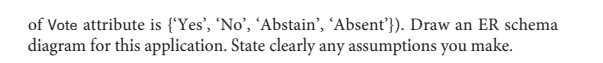 of Vote attribute is {‘Yes’, ‘No’, ‘Abstain’, ‘Absent’}). Draw an ER schema
diagram for this application. State clearly any assumptions you make.